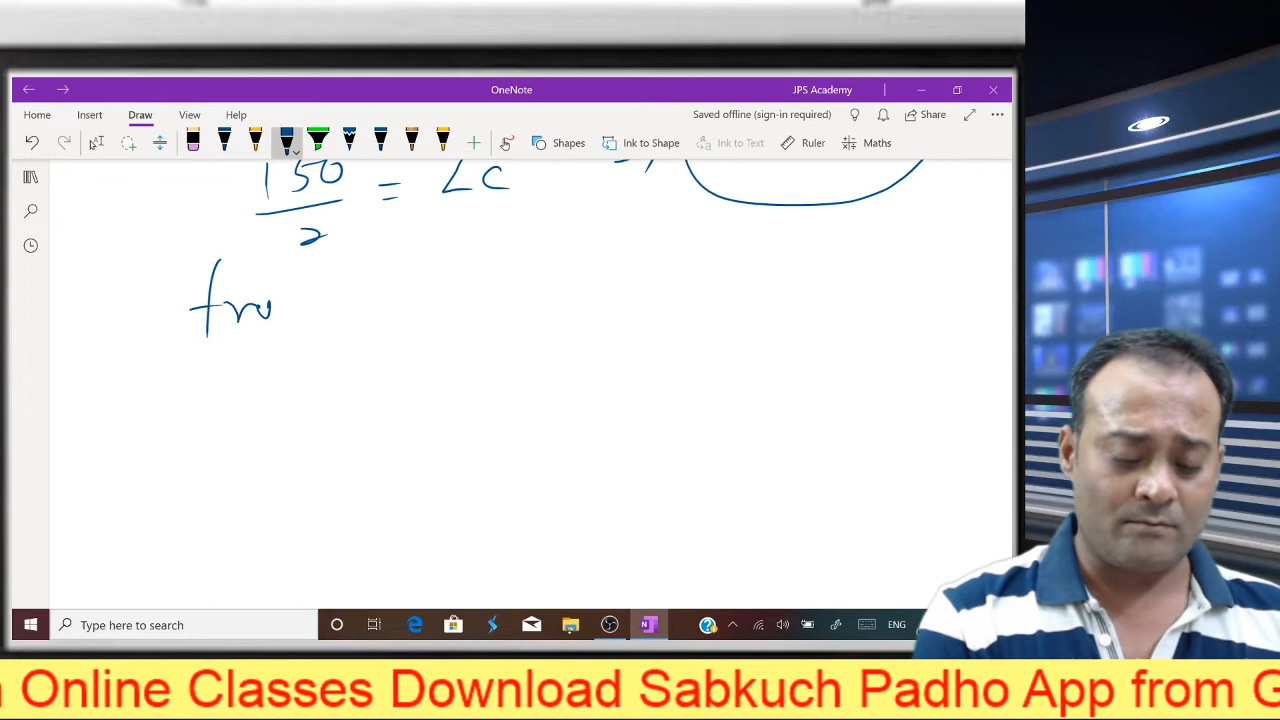 OneNote
JPS Academy
Home Insert Draw View Help
Saved offline (sign-in required)
Share
Shapes
Ink to Shape
Ink to Text
Ruler
Maths
150/2 = ∠C
fro
Type here to search
ENG
Online Classes Download Sabkuch Padho App from G